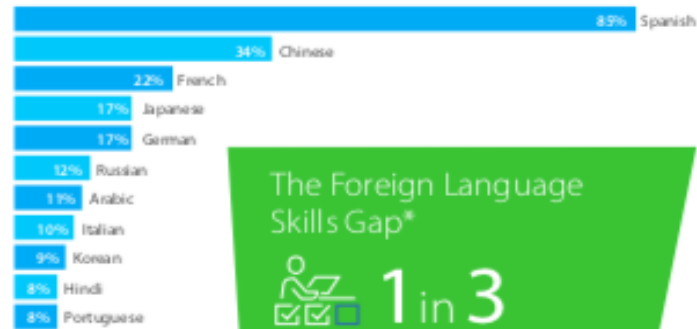 85% Spanish
34% Chinese
22% French
17% Japanese
17% German
12% Russian
11% Arabic
10% Italian
9% Korean
8% Hindi
8% Portuguese
The Foreign Language
Skills Gap*
1 in 3